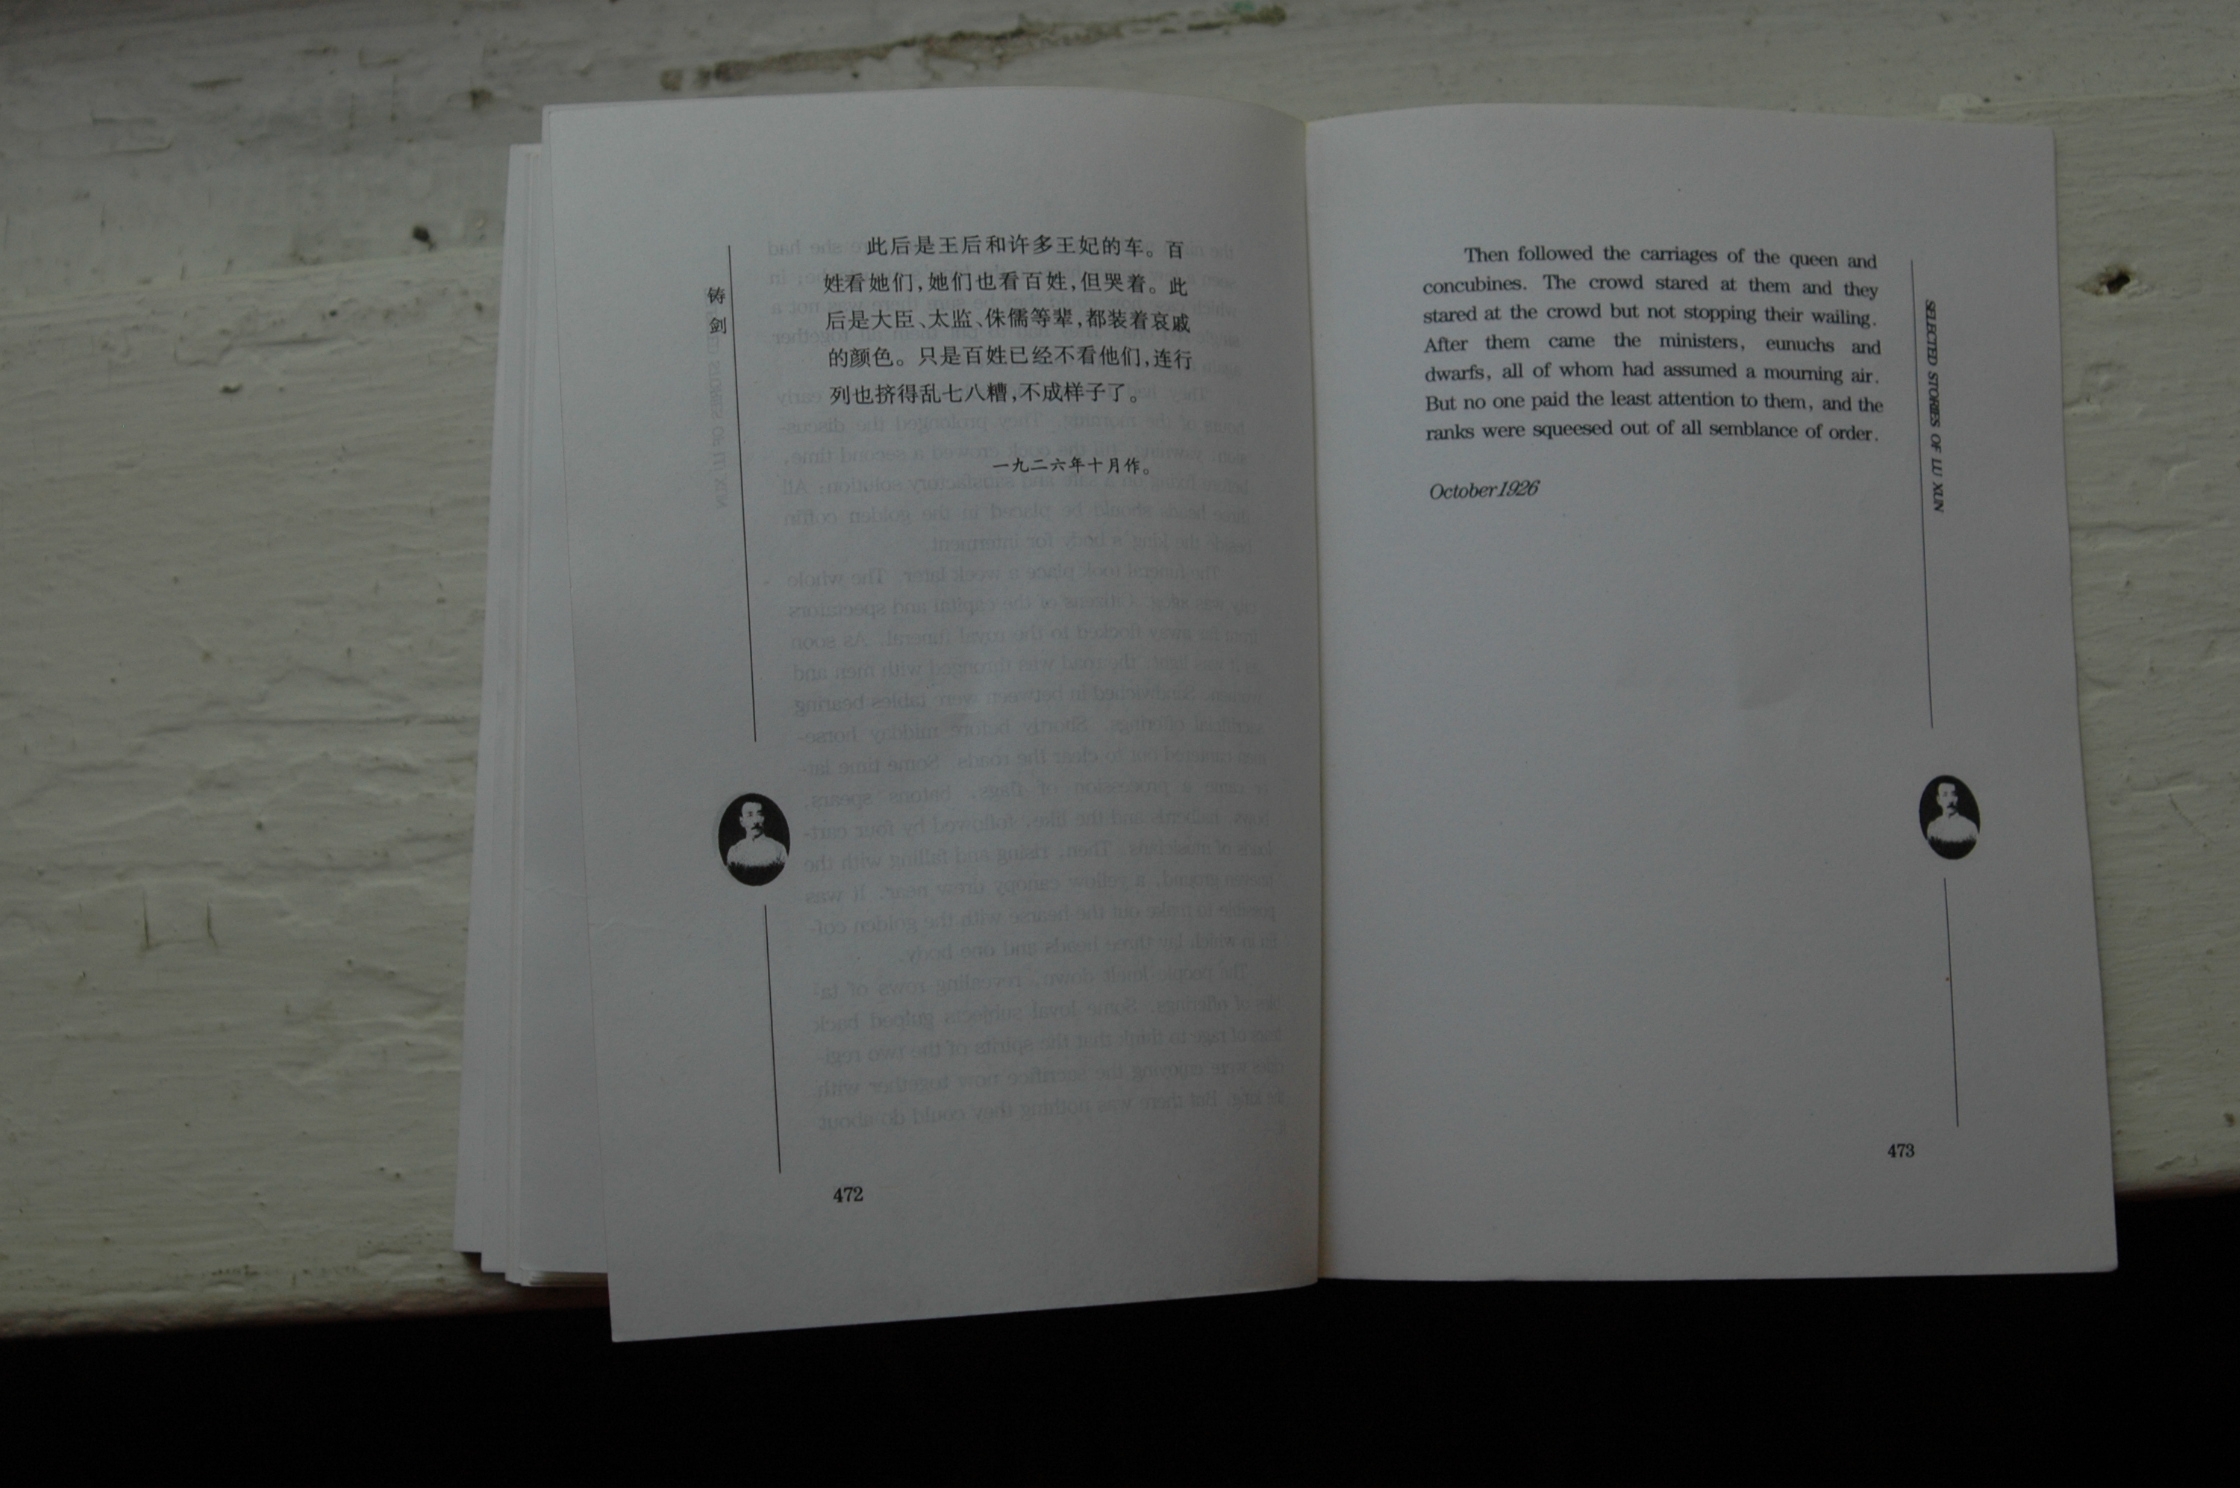 铸剑
此后是王后和许多王妃的车。百
姓看她们,她们也看百姓,但哭着。此
后是大臣、太监、侏儒等辈,都装着哀戚
的颜色。只是百姓已经不看他们,连行
列也挤得乱七八糟,不成样子了。
一九二六年十月作。
472
Then followed the carriages of the queen and
concubines. The crowd stared at them and they
stared at the crowd but not stopping their wailing.
After them came the ministers, eunuchs and
dwarfs, all of whom had assumed a mourning air.
But no one paid the least attention to them, and the
ranks were squeesed out of all semblance of order.
October1926
SELECTED STORIES OF LU XUN
473